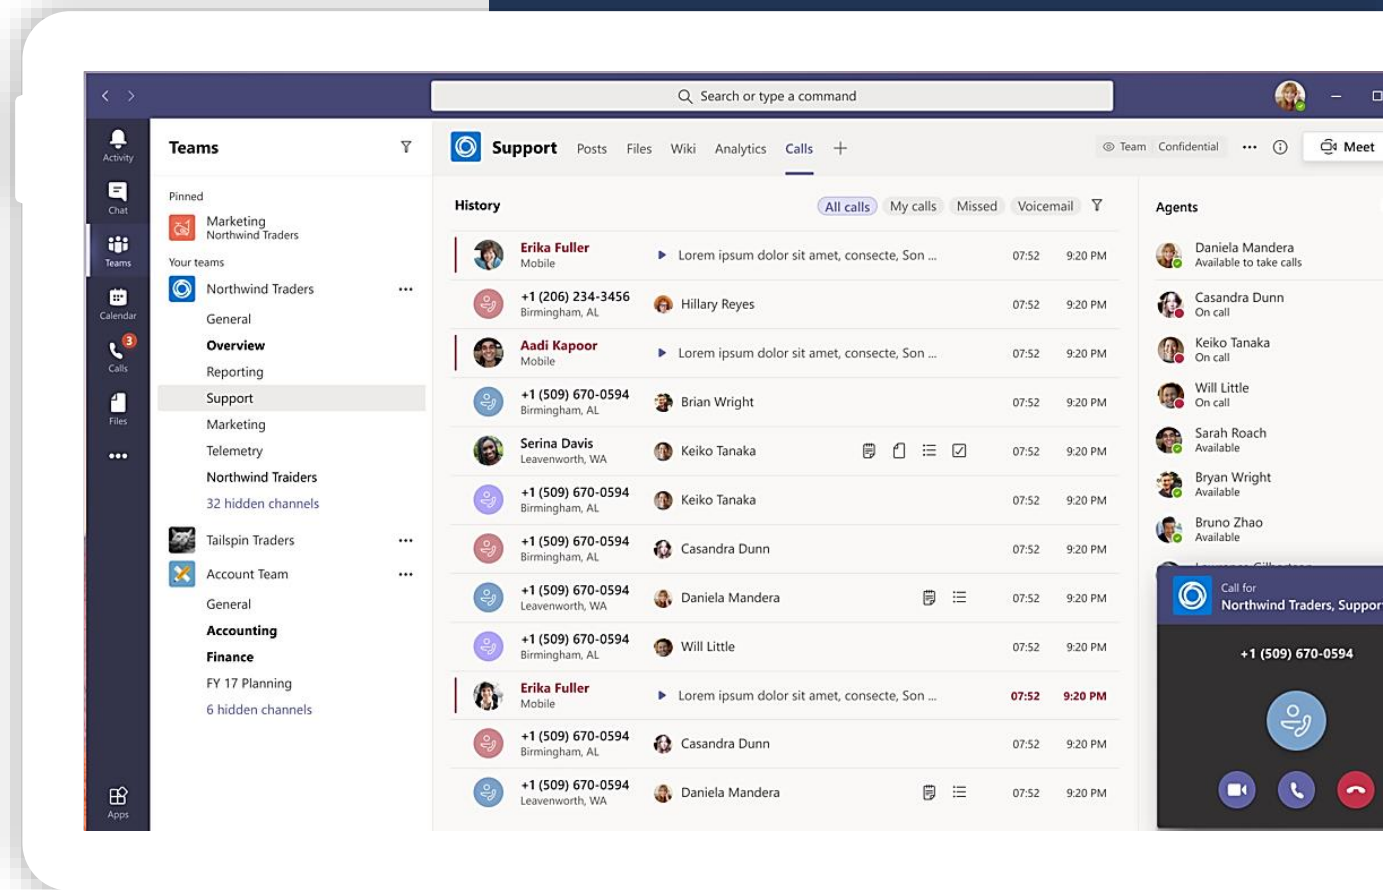 Search or type a command
Activity
Chat
Teams
Calendar
3
Calls
Files
Apps
Teams
Pinned
Marketing
Northwind Traders
Your teams
Northwind Traders
General
Overview
Reporting
Support
Marketing
Telemetry
Northwind Traiders
32 hidden channels
Tailspin Traders
Account Team
General
Accounting
Finance
FY 17 Planning
6 hidden channels
Support Posts Files Wiki Analytics Calls
Team Confidential Meet
History All calls My calls Missed Voicemail
Erika Fuller Lorem ipsum dolor sit amet, consecte, Son ... 07:52 9:20 PM
Mobile
+1 (206) 234-3456 Hillary Reyes 07:52 9:20 PM
Birmingham, AL
Aadi Kapoor Lorem ipsum dolor sit amet, consecte, Son ... 07:52 9:20 PM
Mobile
+1 (509) 670-0594 Brian Wright 07:52 9:20 PM
Birmingham, AL
Serina Davis Keiko Tanaka 07:52 9:20 PM
Leavenworth, WA
+1 (509) 670-0594 Keiko Tanaka 07:52 9:20 PM
Birmingham, AL
+1 (509) 670-0594 Casandra Dunn 07:52 9:20 PM
Birmingham, AL
+1 (509) 670-0594 Daniela Mandera 07:52 9:20 PM
Leavenworth, WA
+1 (509) 670-0594 Will Little 07:52 9:20 PM
Birmingham, AL
Erika Fuller Lorem ipsum dolor sit amet, consecte, Son ... 07:52 9:20 PM
Mobile
+1 (509) 670-0594 Casandra Dunn 07:52 9:20 PM
Birmingham, AL
+1 (509) 670-0594 Daniela Mandera 07:52 9:20 PM
Leavenworth, WA
Agents
Daniela Mandera
Available to take calls
Casandra Dunn
On call
Keiko Tanaka
On call
Will Little
On call
Sarah Roach
Available
Bryan Wright
Available
Bruno Zhao
Available
Call for
Northwind Traders, Support
+1 (509) 670-0594